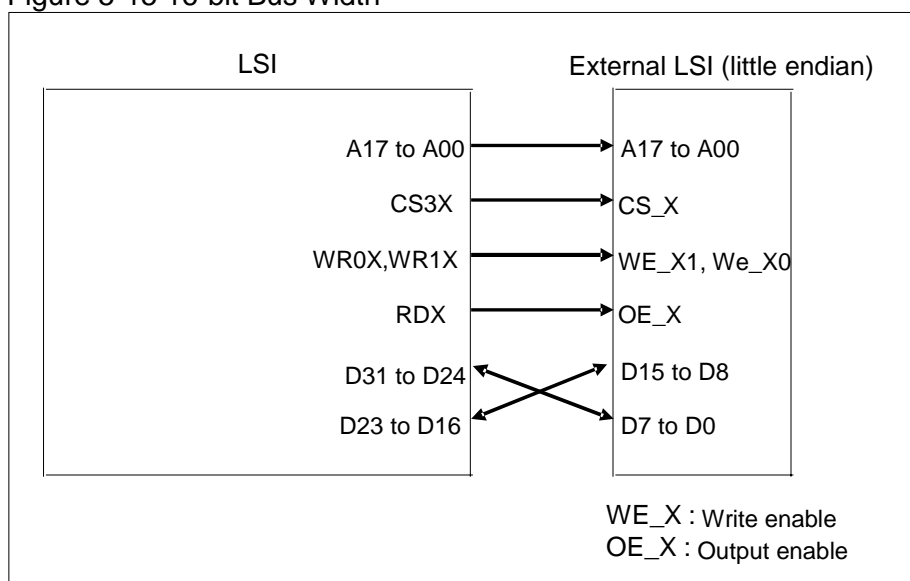 Figure 3-13 16-bit Bus Width
LSI
External LSI (little endian)
A17 to A00
A17 to A00
CS3X
CS_X
WR0X,WR1X
WE_X1, We_X0
RDX
OE_X
D31 to D24
D15 to D8
D23 to D16
D7 to D0
WE_X : Write enable
OE_X : Output enable